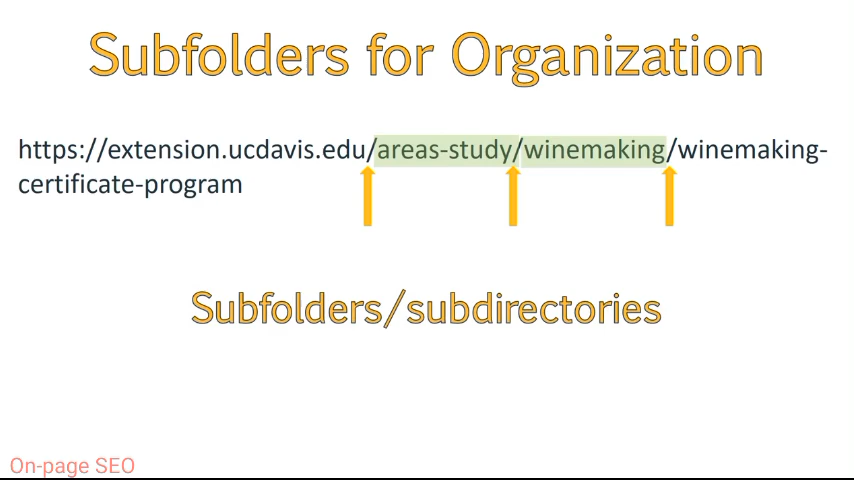 Subfolders for Organization
https://extension.ucdavis.edu/areas-study/winemaking/winemaking-
certificate-program
Subfolders/subdirectories
On-page SEO